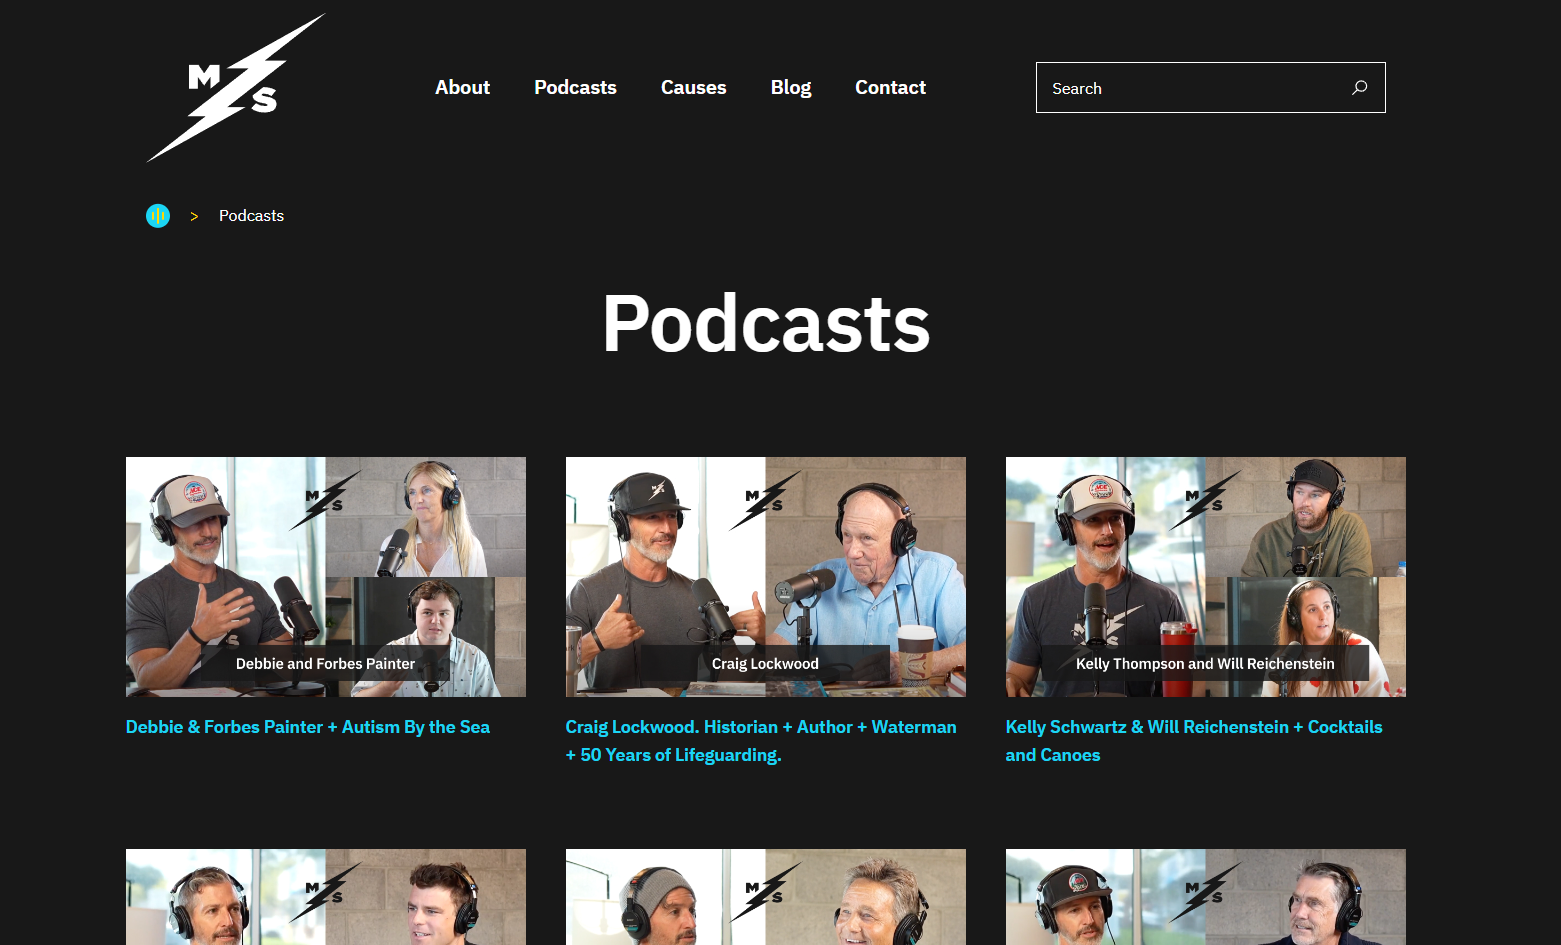 M
S
About
Podcasts
Causes
Blog
Contact
Search
> Podcasts
Podcasts
M
S
M
S
M
S
Debbie and Forbes Painter
Craig Lockwood
Kelly Thompson and Will Reichenstein
Debbie & Forbes Painter + Autism By the Sea
Craig Lockwood. Historian + Author + Waterman
+ 50 Years of Lifeguarding.
Kelly Schwartz & Will Reichenstein + Cocktails
and Canoes
M
S
M
S
M
S